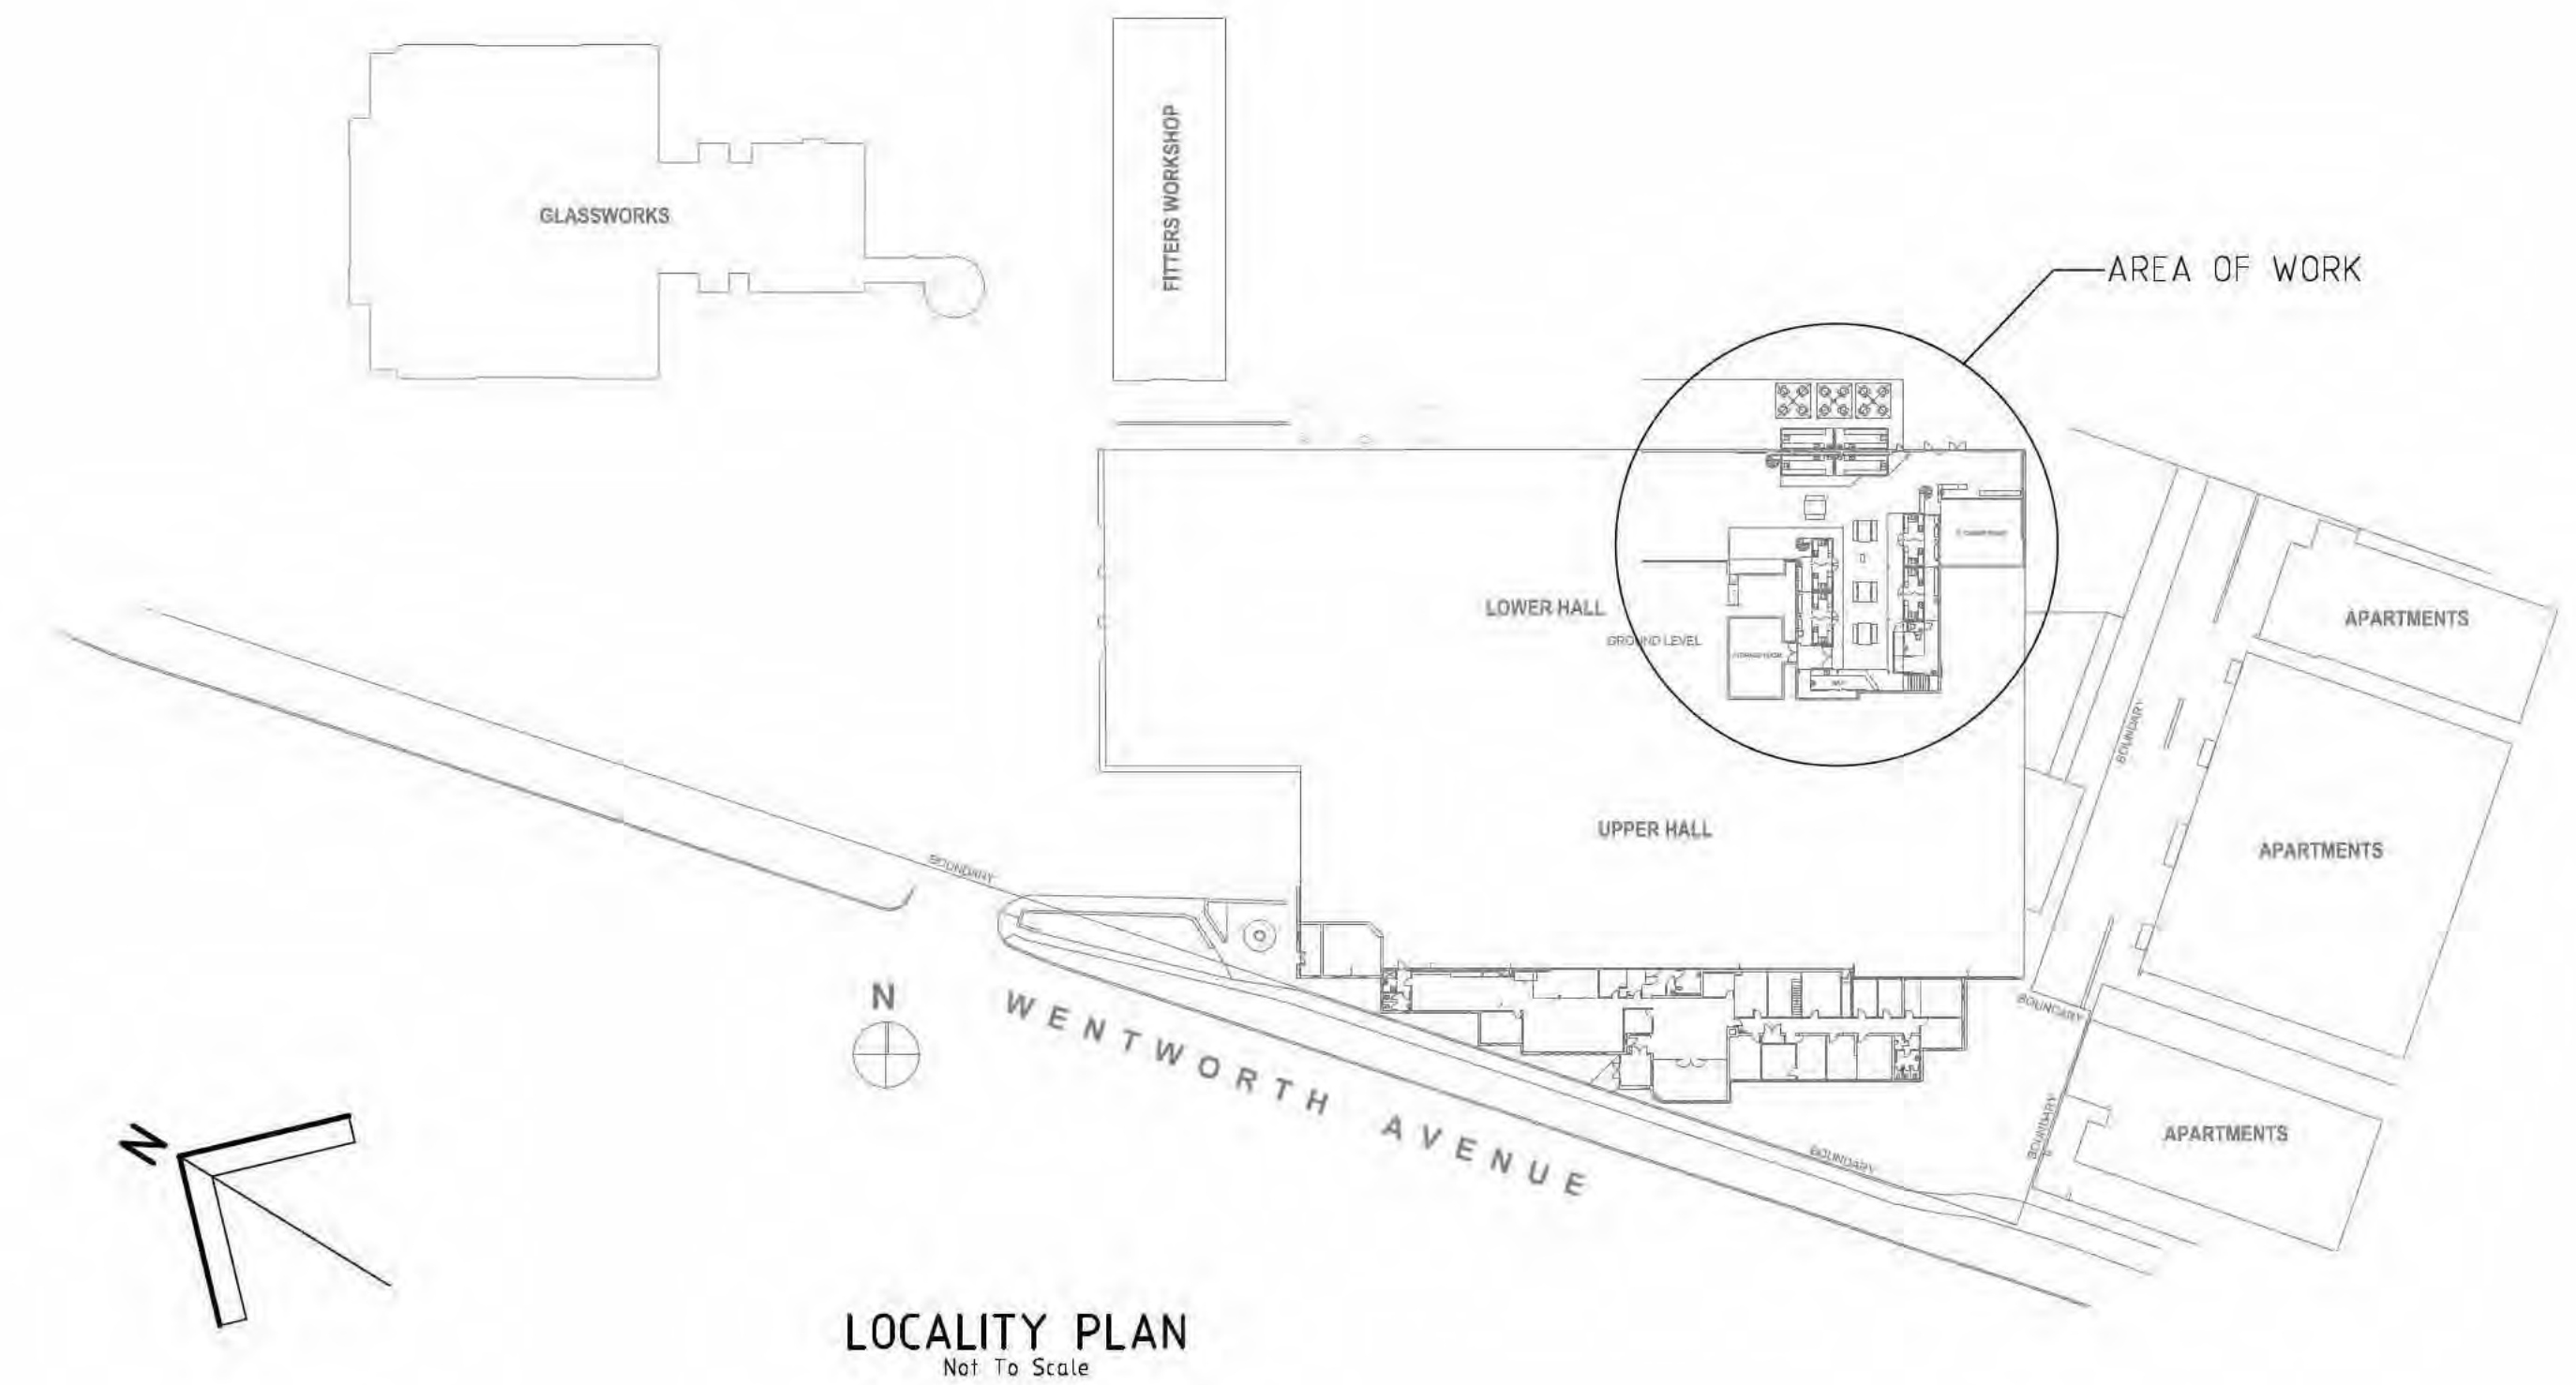 GLASSWORKS
FITTERS WORKSHOP
AREA OF WORK
LOWER HALL
GROUND LEVEL
APARTMENTS
BOUNDARY
UPPER HALL
APARTMENTS
BOUNDARY
N
WENTWORTH AVENUE
BOUNDARY
BOUNDARY
BOUNDARY
APARTMENTS
N
LOCALITY PLAN
Not To Scale